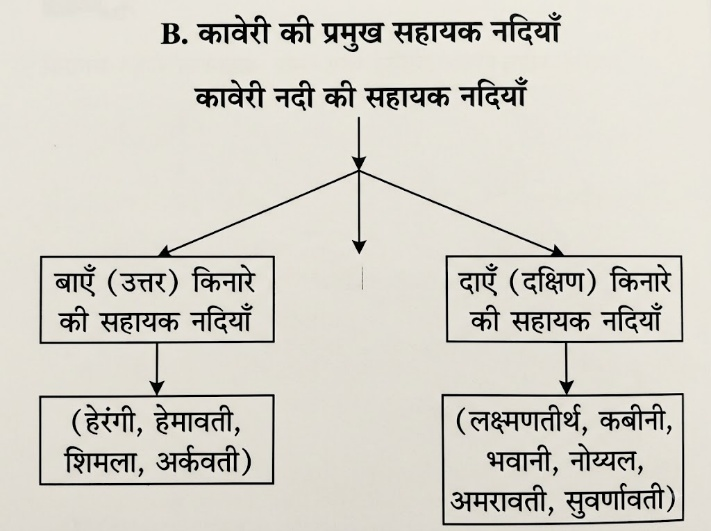 B. कावेरी की प्रमुख सहायक नदियाँ
कावेरी नदी की सहायक नदियाँ
बाएँ (उत्तर) किनारे
की सहायक नदियाँ
दाएँ (दक्षिण) किनारे
की सहायक नदियाँ
(हेरंगी, हेमावती,
शिमला, अर्कवती)
(लक्ष्मणतीर्थ, कबीनी,
भवानी, नोय्यल,
अमरावती, सुवर्णावती)